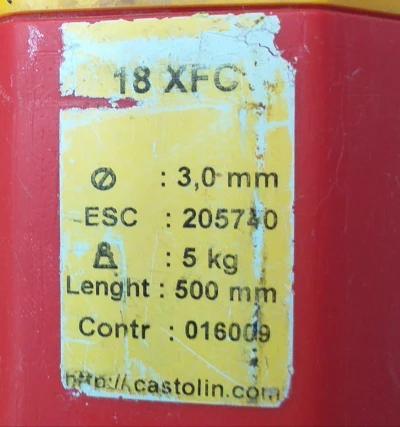 18 XFC
: 3,0 mm
ESC : 205740
: 5 kg
Lenght : 500 mm
Contr : 016009
http://.castolin.com